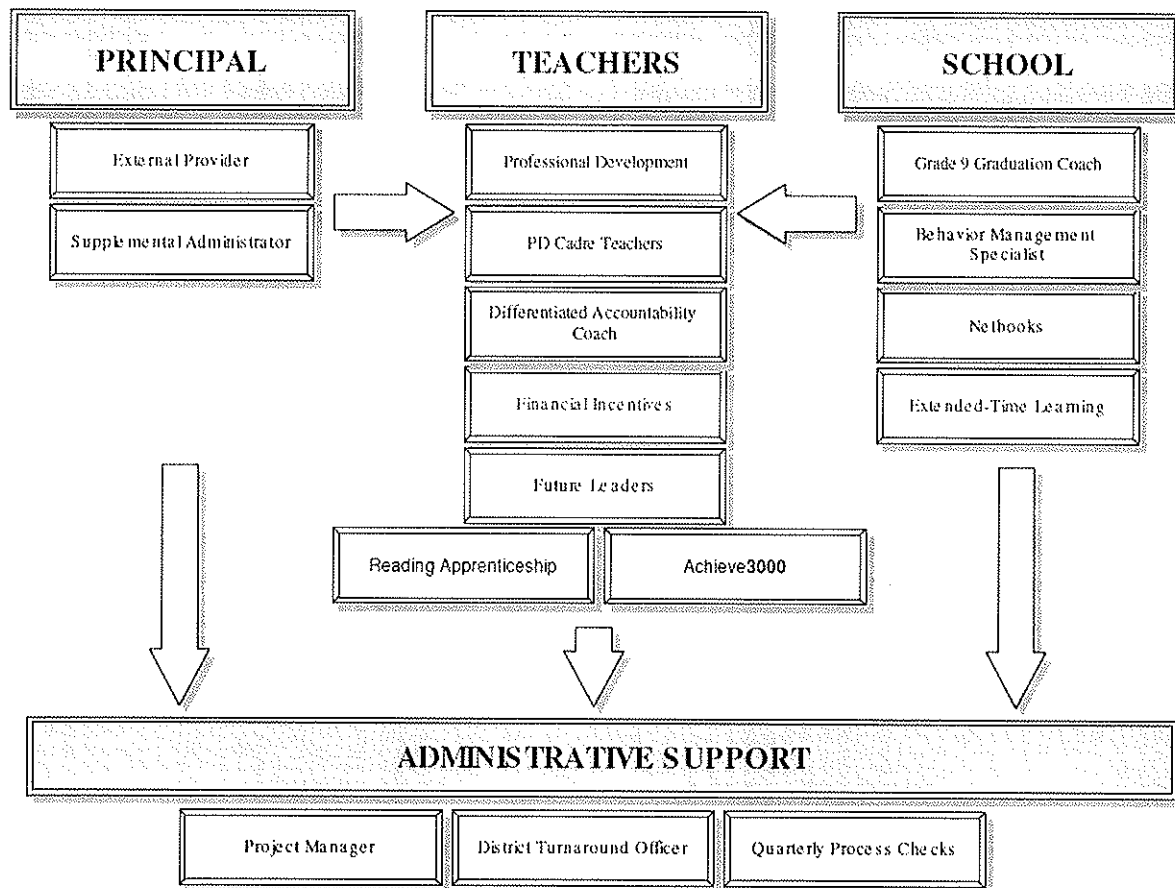 PRINCIPAL
External Provider
Supplemental Administrator
TEACHERS
Professional Development
PD Cadre Teachers
Differentiated Accountability
Coach
Financial Incentives
Future Leaders
Reading Apprenticeship
Achieve3000
SCHOOL
Grade 9 Graduation Coach
Behavior Management
Specialist
Netbooks
Extended-Time Learning
ADMINISTRATIVE SUPPORT
Project Manager
District Turnaround Officer
Quarterly Process Checks